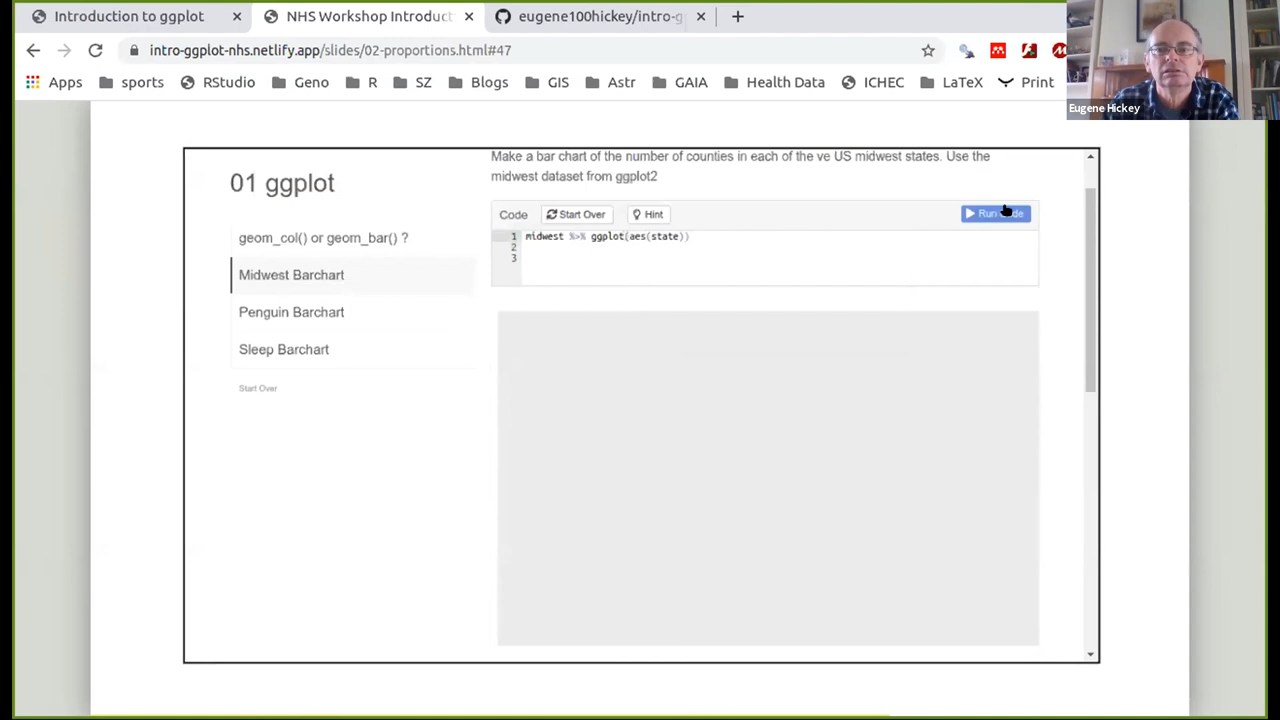 Introduction to ggplot
NHS Workshop Introduct
eugene100hickey/intro-g
intro-ggplot-nhs.netlify.app/slides/02-proportions.html#47
Apps sports RStudio Geno R SZ Blogs GIS Astr GAIA Health Data ICHEC LaTeX Print
Eugene Hickey
01 ggplot
geom_col() or geom_bar() ?
Midwest Barchart
Penguin Barchart
Sleep Barchart
Start Over
Make a bar chart of the number of counties in each of the ve US midwest states. Use the
midwest dataset from ggplot2
Code Start Over Hint Run
1 midwest %>% ggplot(aes(state))
2
3